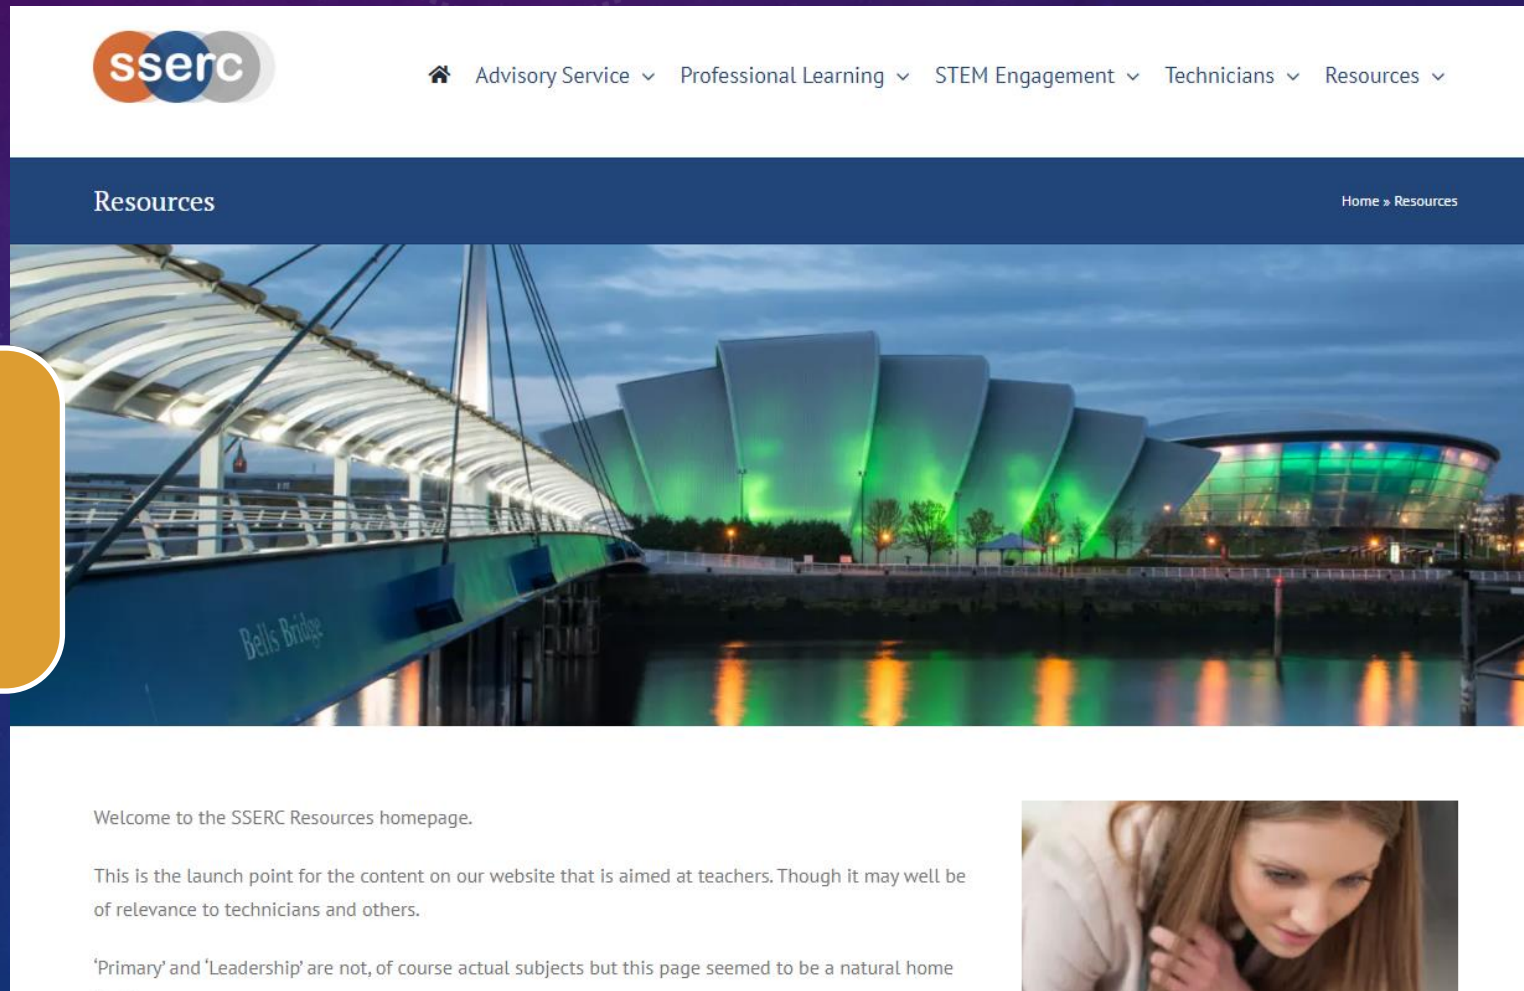 sserc
Advisory Service
Professional Learning
STEM Engagement
Technicians
Resources
Resources
Home » Resources
Bells Bridge
Welcome to the SSERC Resources homepage.
This is the launch point for the content on our website that is aimed at teachers. Though it may well be
of relevance to technicians and others.
‘Primary’ and ‘Leadership’ are not, of course actual subjects but this page seemed to be a natural home